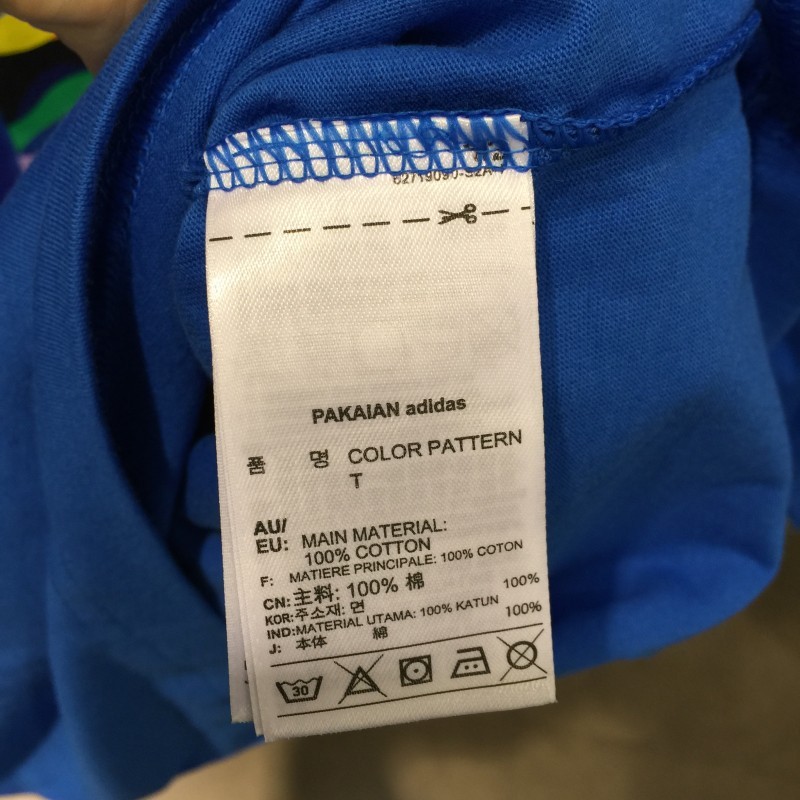 PAKAIAN adidas
품 명 COLOR PATTERN
T
AU/
EU: MAIN MATERIAL:
100% COTTON
F: MATIERE PRINCIPALE: 100% COTON
CN:主料: 100% 棉
KOR:주소재: 면 100%
IND:MATERIAL UTAMA: 100% KATUN
J: 本体 綿 100%
30